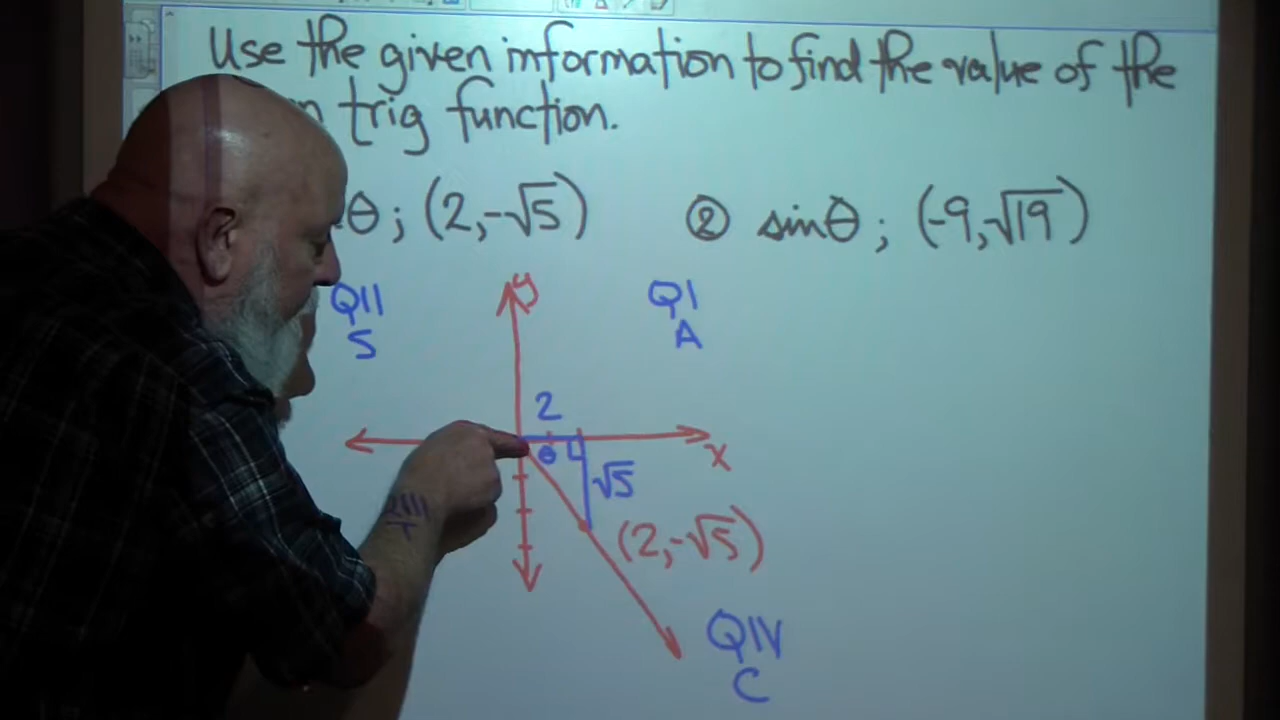 Use the given information to find the value of the
trig function.
θ; (2,-√5)
② sinθ; (-9,√19)
y
QII
S
QI
A
2
θ
x
√5
(2,-√5)
QIV
C